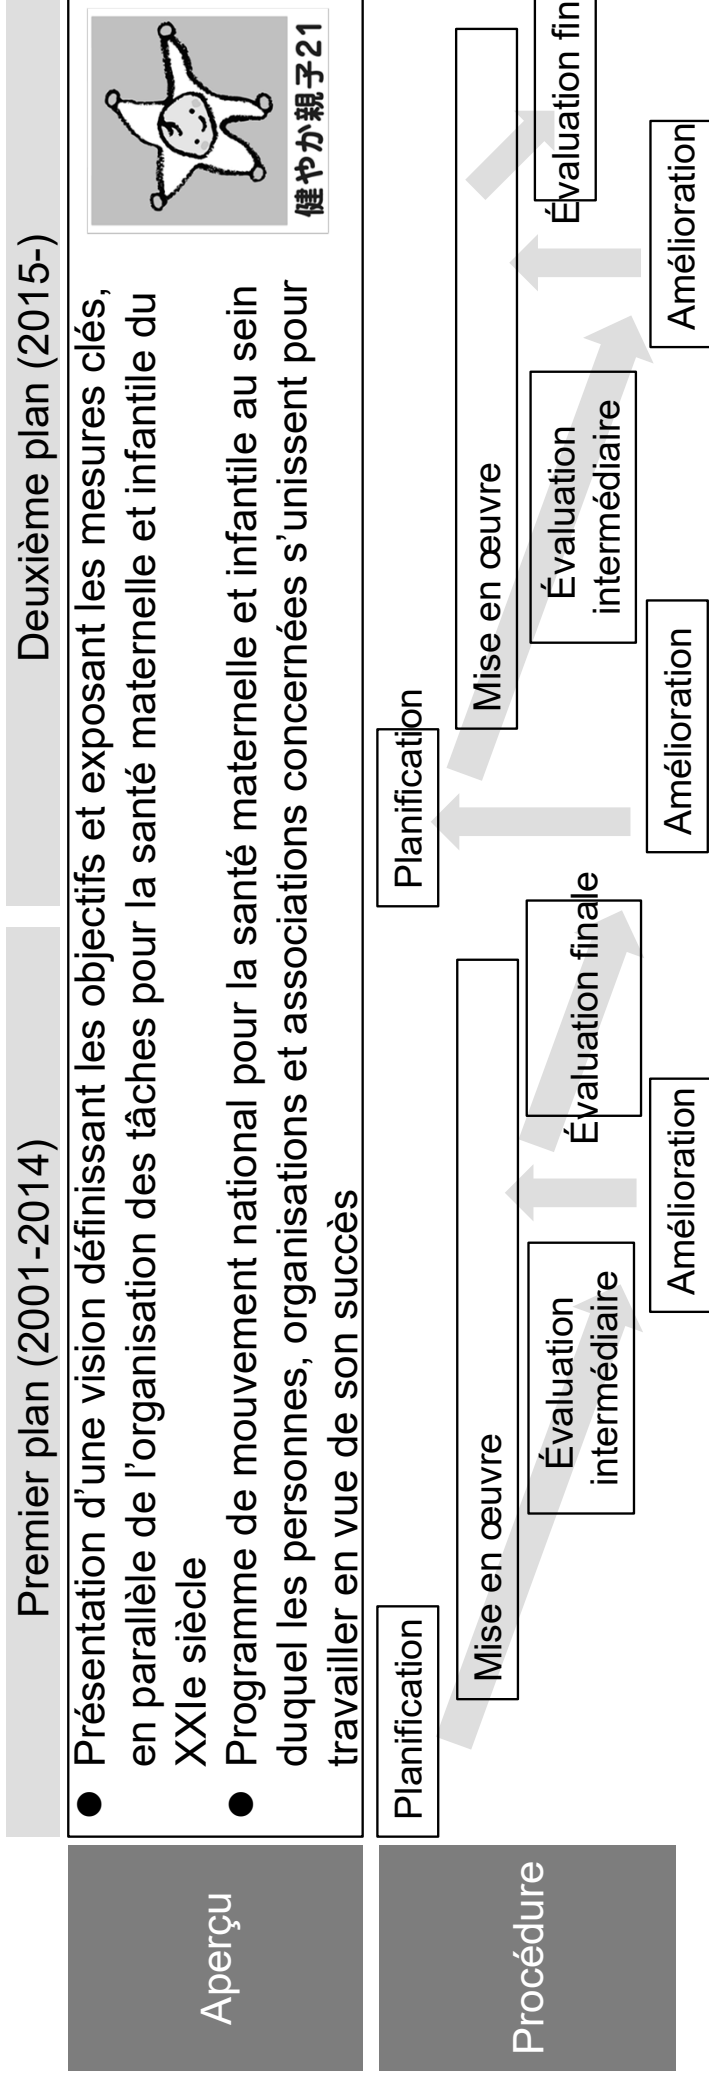 Premier plan (2001-2014)
Deuxième plan (2015-)
Aperçu
● Présentation d’une vision définissant les objectifs et exposant les mesures clés,
en parallèle de l’organisation des tâches pour la santé maternelle et infantile du
XXIe siècle
● Programme de mouvement national pour la santé maternelle et infantile au sein
duquel les personnes, organisations et associations concernées s’unissent pour
travailler en vue de son succès
健やか親子21
Procédure
Planification
Mise en œuvre
Évaluation
intermédiaire
Amélioration
Évaluation finale
Amélioration
Planification
Mise en œuvre
Évaluation
intermédiaire
Amélioration
Évaluation fin